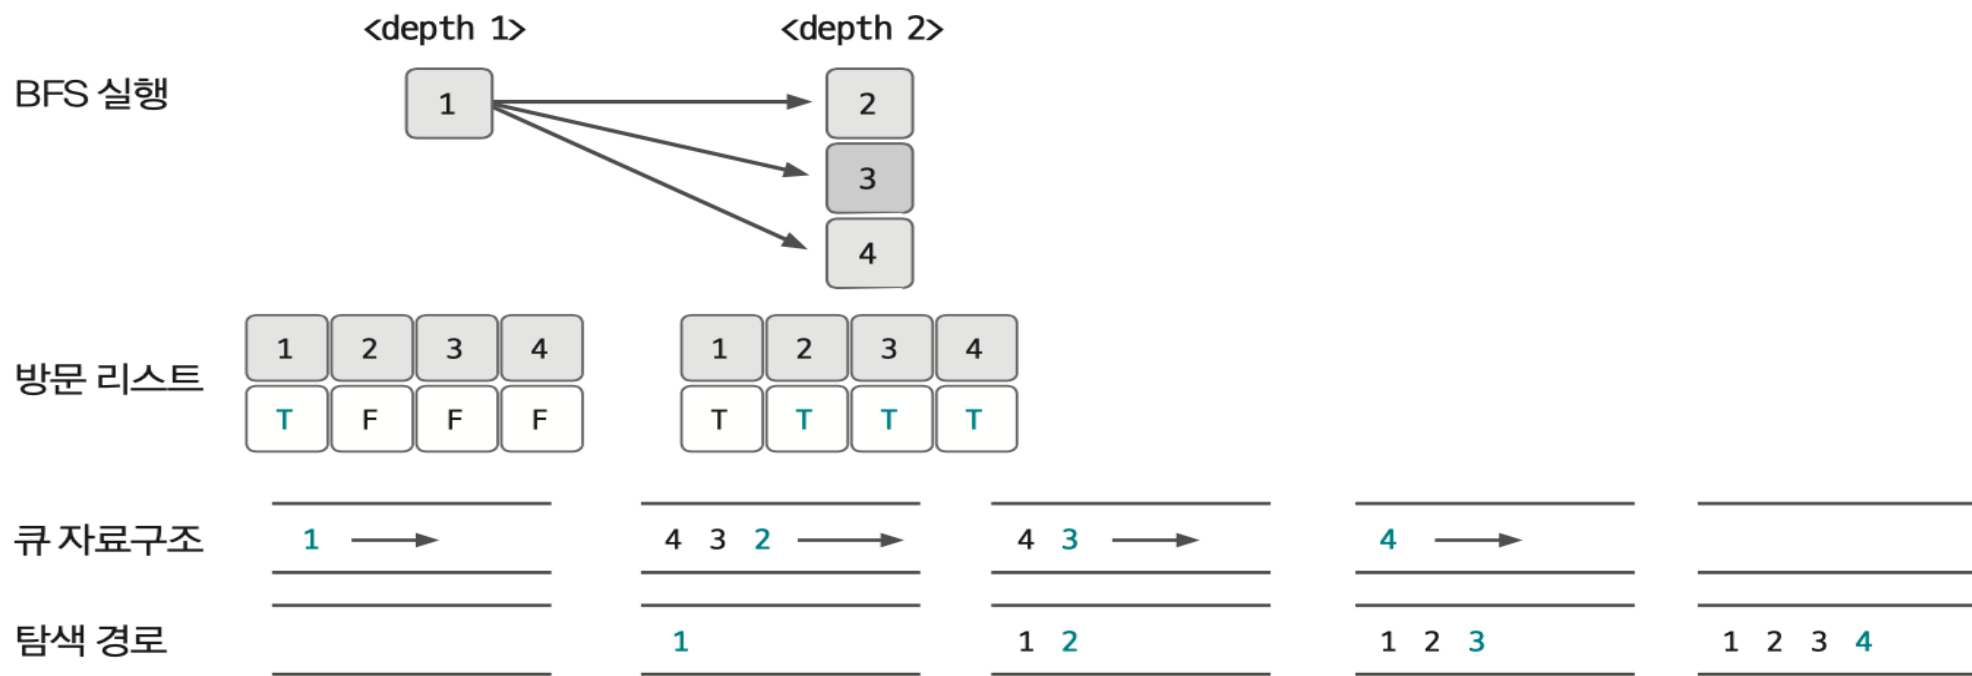 <depth 1> <depth 2>
BFS 실행 1 2
3
4
1 2 3 4 1 2 3 4
방문 리스트
T F F F T T T T
큐 자료구조 1 4 3 2 4 3 4
탐색 경로 1 1 2 1 2 3 1 2 3 4